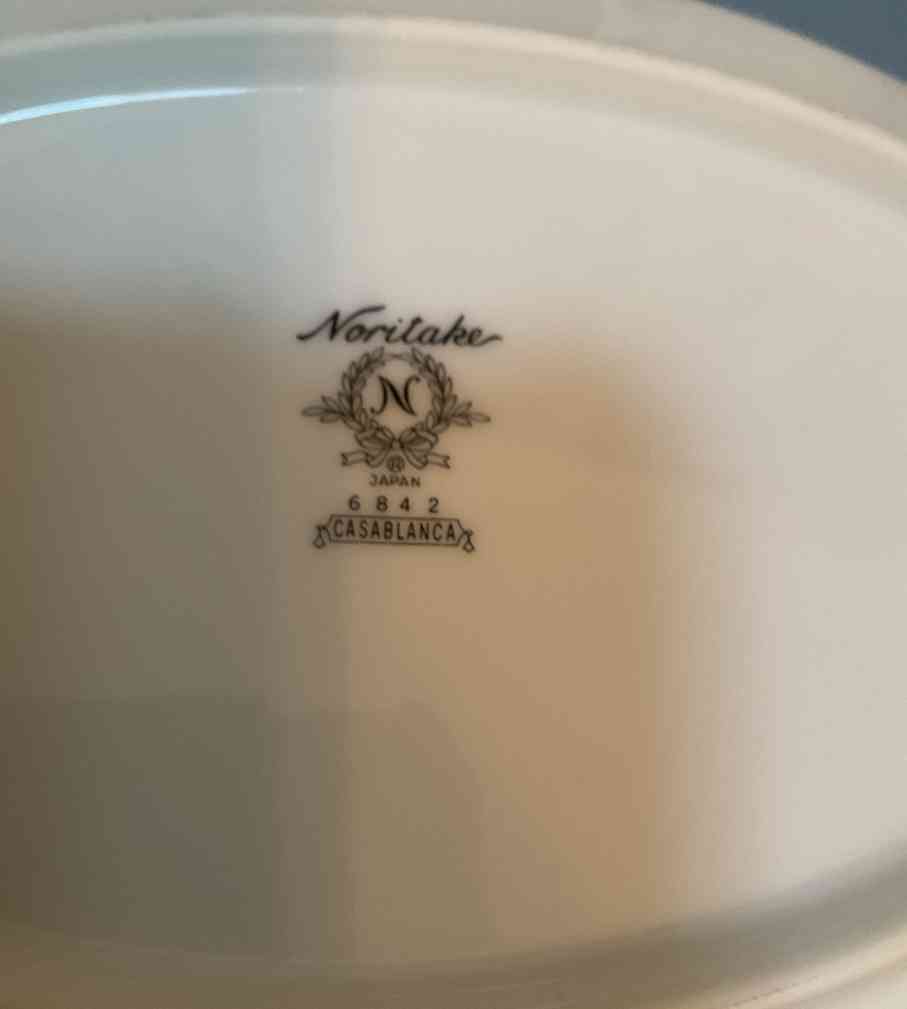 Noritake
N
®
JAPAN
6842
CASABLANCA